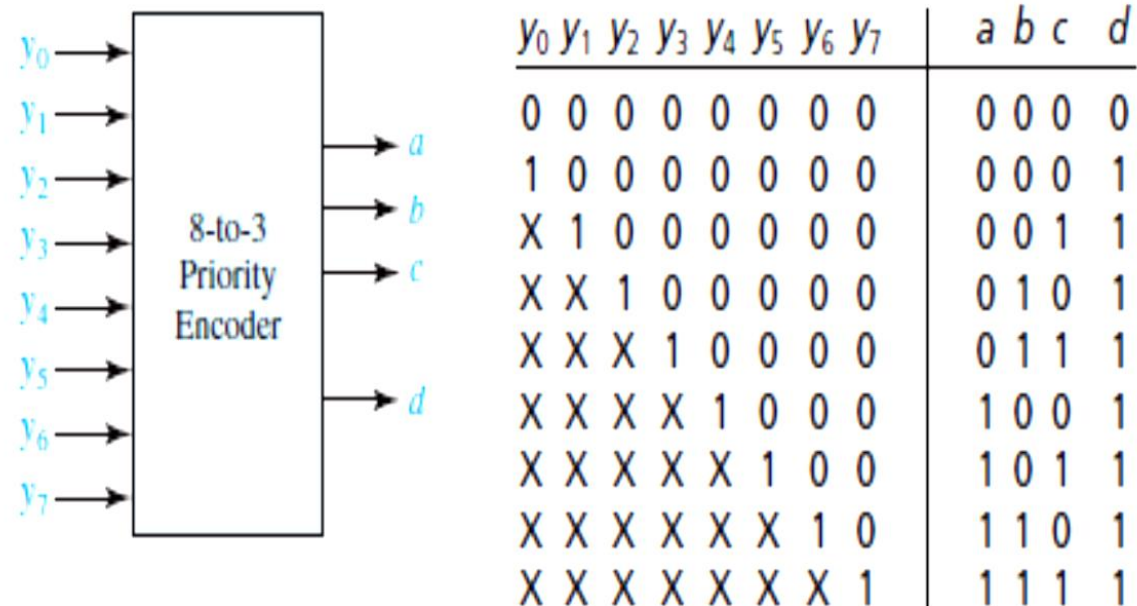 y0
y1
y2
y3
y4
y5
y6
y7
8-to-3
Priority
Encoder
a
b
c
d
y0 y1 y2 y3 y4 y5 y6 y7 a b c d
0 0 0 0 0 0 0 0 0 0 0 0
1 0 0 0 0 0 0 0 0 0 0 1
X 1 0 0 0 0 0 0 0 0 1 1
X X 1 0 0 0 0 0 0 1 0 1
X X X 1 0 0 0 0 0 1 1 1
X X X X 1 0 0 0 1 0 0 1
X X X X X 1 0 0 1 0 1 1
X X X X X X 1 0 1 1 0 1
X X X X X X X 1 1 1 1 1